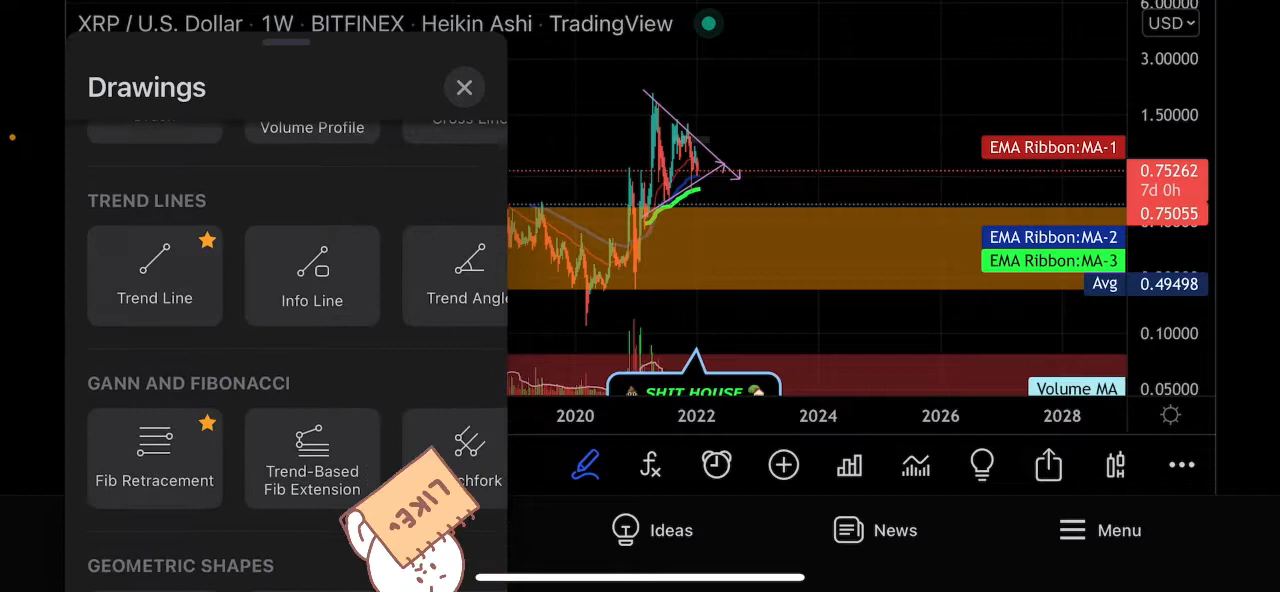 XRP / U.S. Dollar · 1W · BITFINEX · Heikin Ashi · TradingView
6.00000
USD
3.00000
Drawings
Volume Profile
Cross Line
1.50000
EMA Ribbon:MA-1
0.75262
7d 0h
0.75055
TREND LINES
Trend Line
Info Line
Trend Angle
EMA Ribbon:MA-2
EMA Ribbon:MA-3
Avg
0.49498
0.10000
GANN AND FIBONACCI
Volume MA
0.05000
SHIT HOUSE
2020
2022
2024
2026
2028
Fib Retracement
Trend-Based
Fib Extension
chfork
LIKE
Ideas
News
Menu
GEOMETRIC SHAPES